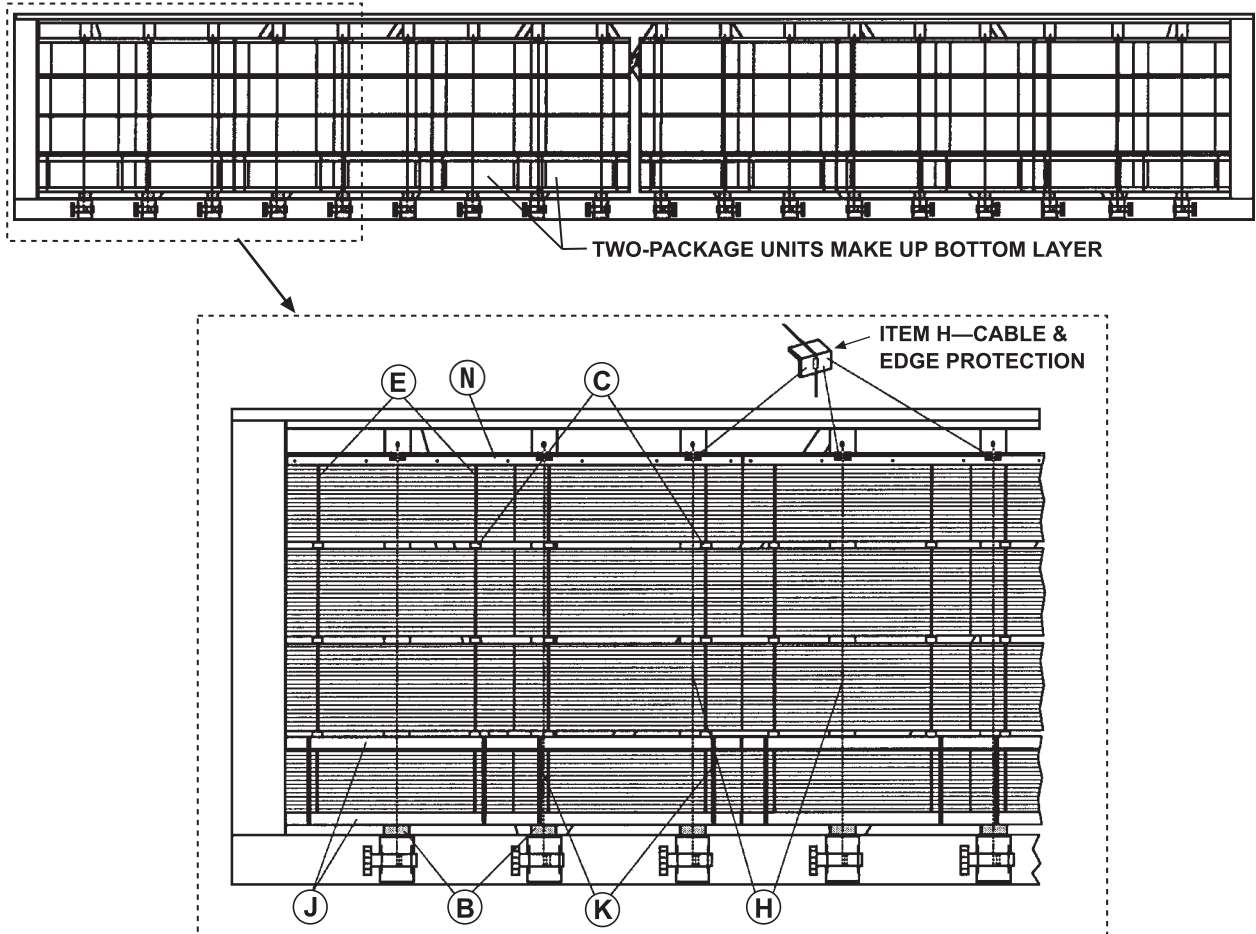 TWO-PACKAGE UNITS MAKE UP BOTTOM LAYER
ITEM H—CABLE &
EDGE PROTECTION
E
N
C
J
B
K
H